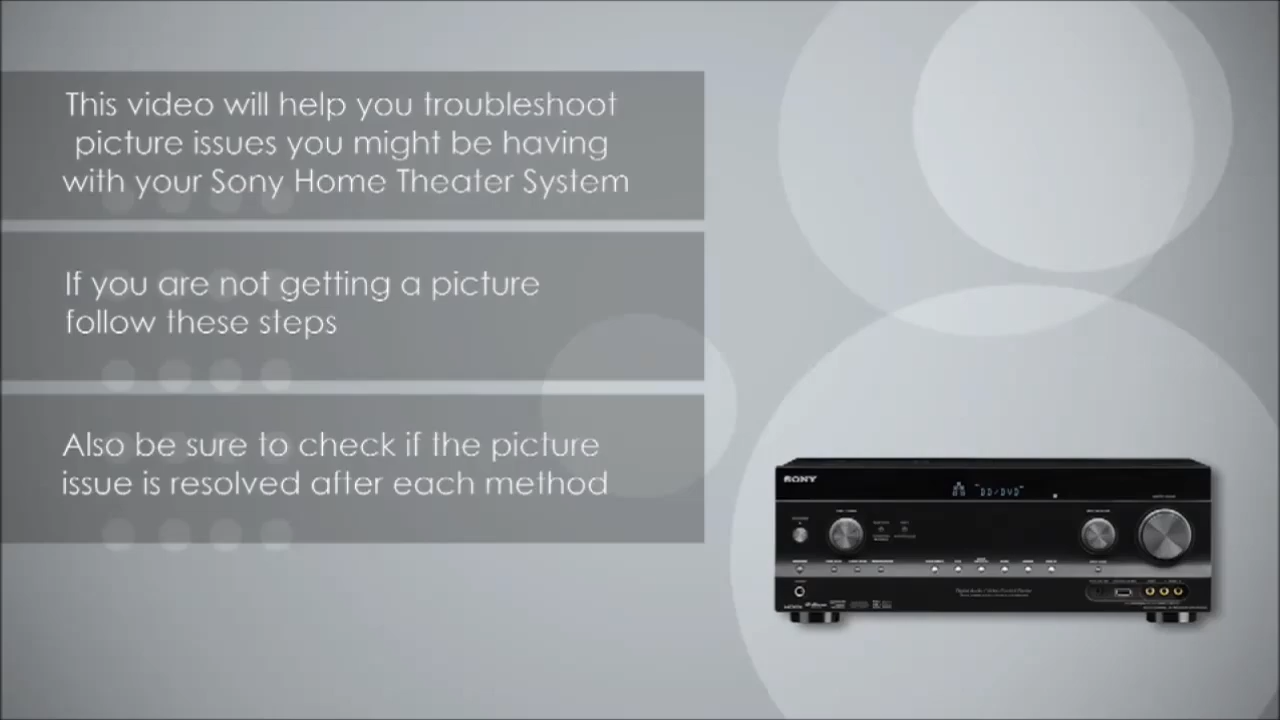 This video will help you troubleshoot
picture issues you might be having
with your Sony Home Theater System
If you are not getting a picture
follow these steps
Also be sure to check if the picture
issue is resolved after each method
SONY